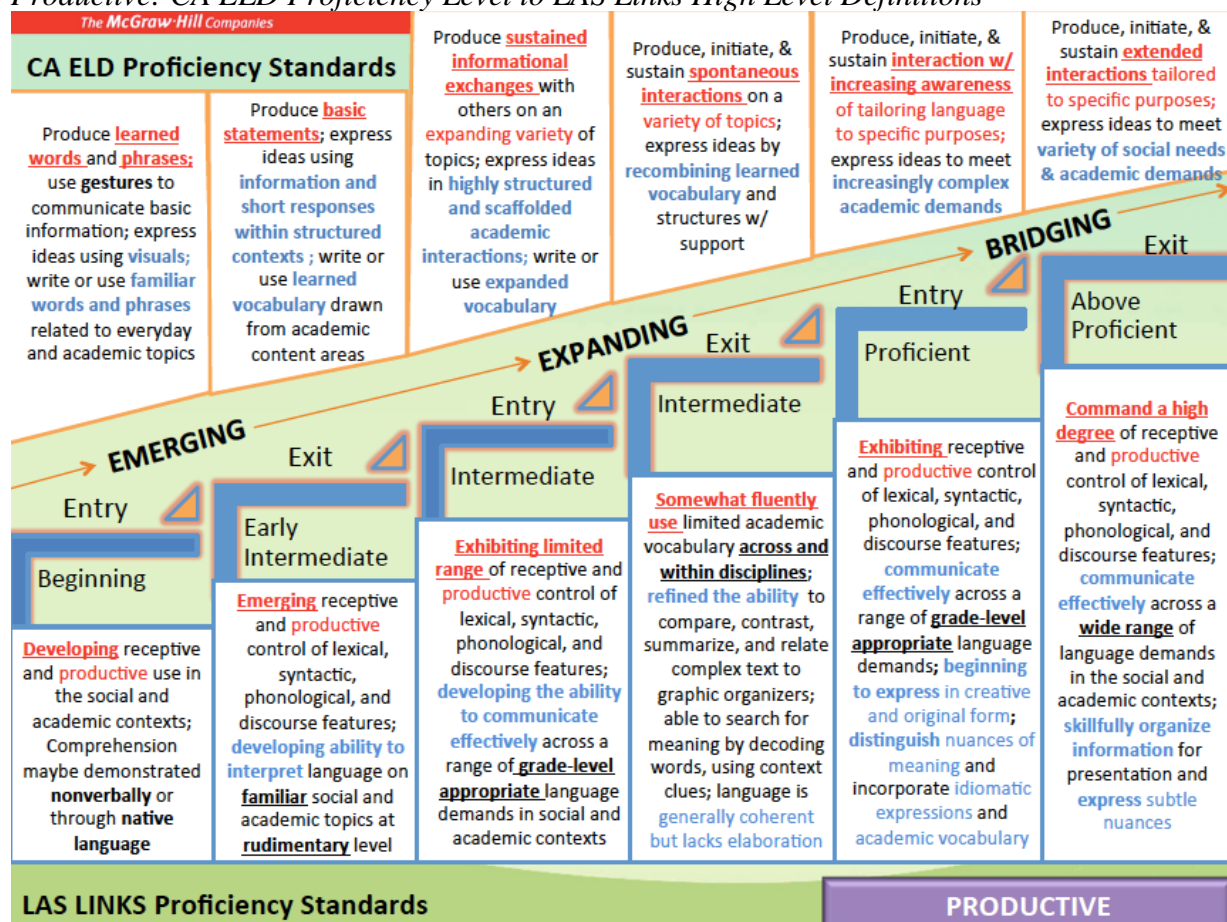 Productive: CA ELD Proficiency Level to LAS Links High Level Definitions
The McGraw·Hill Companies
CA ELD Proficiency Standards
Produce learned
words and phrases;
use gestures to
communicate basic
information; express
ideas using visuals;
write or use familiar
words and phrases
related to everyday
and academic topics
Produce basic
statements; express
ideas using
information and
short responses
within structured
contexts ; write or
use learned
vocabulary drawn
from academic
content areas
Produce sustained
informational
exchanges with
others on an
expanding variety of
topics; express ideas
in highly structured
and scaffolded
academic
interactions; write or
use expanded
vocabulary
Produce, initiate, &
sustain spontaneous
interactions on a
variety of topics;
express ideas by
recombining learned
vocabulary and
structures w/
support
Produce, initiate, &
sustain interaction w/
increasing awareness
of tailoring language
to specific purposes;
express ideas to meet
increasingly complex
academic demands
Produce, initiate, &
sustain extended
interactions tailored
to specific purposes;
express ideas to meet
variety of social needs
& academic demands
EMERGING
EXPANDING
BRIDGING
Entry
Exit
Entry
Exit
Entry
Exit
Beginning
Early
Intermediate
Intermediate
Intermediate
Proficient
Above
Proficient
Developing receptive
and productive use in
the social and
academic contexts;
Comprehension
maybe demonstrated
nonverbally or
through native
language
Emerging receptive
and productive
control of lexical,
syntactic,
phonological, and
discourse features;
developing ability to
interpret language on
familiar social and
academic topics at
rudimentary level
Exhibiting limited
range of receptive and
productive control of
lexical, syntactic,
phonological, and
discourse features;
developing the ability
to communicate
effectively across a
range of grade-level
appropriate language
demands in social and
academic contexts
Somewhat fluently
use limited academic
vocabulary across and
within disciplines;
refined the ability to
compare, contrast,
summarize, and relate
complex text to
graphic organizers;
able to search for
meaning by decoding
words, using context
clues; language is
generally coherent
but lacks elaboration
Exhibiting receptive
and productive control
of lexical, syntactic,
phonological, and
discourse features;
communicate
effectively across a
range of grade-level
appropriate language
demands; beginning
to express in creative
and original form;
distinguish nuances of
meaning and
incorporate idiomatic
expressions and
academic vocabulary
Command a high
degree of receptive
and productive
control of lexical,
syntactic,
phonological, and
discourse features;
communicate
effectively across a
wide range of
language demands
in the social and
academic contexts;
skillfully organize
information for
presentation and
express subtle
nuances
LAS LINKS Proficiency Standards
PRODUCTIVE